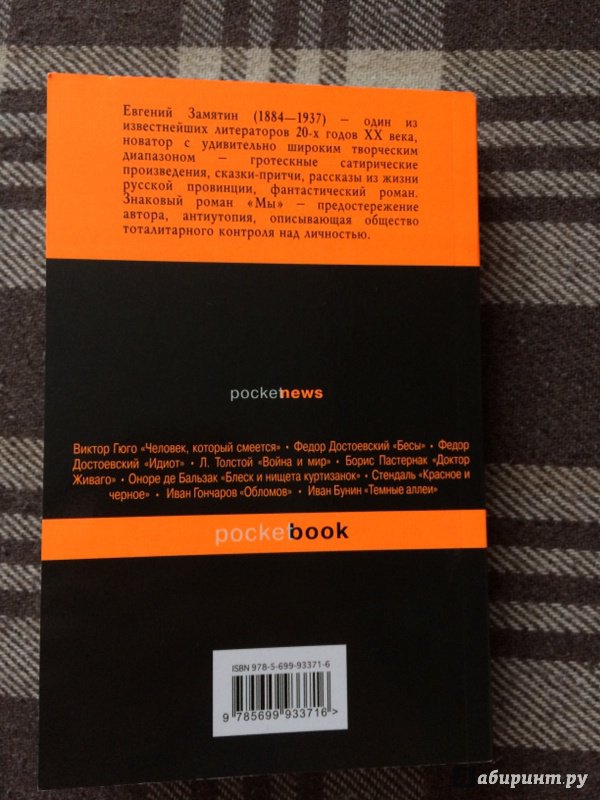 Евгений Замятин (1884—1937) — один из
известнейших литераторов 20-х годов XX века,
новатор с удивительно широким творческим
диапазоном — гротескные сатирические
произведения, сказки-притчи, рассказы из жизни
русской провинции, фантастический роман.
Знаковый роман «Мы» — предостережение
автора, антиутопия, описывающая общество
тоталитарного контроля над личностью.
pocketnews
Виктор Гюго «Человек, который смеется» • Федор Достоевский «Бесы» • Федор
Достоевский «Идиот» • Л. Толстой «Война и мир» • Борис Пастернак «Доктор
Живаго» • Оноре де Бальзак «Блеск и нищета куртизанок» • Стендаль «Красное и
черное» • Иван Гончаров «Обломов» • Иван Бунин «Темные аллеи»
pocketbook
ISBN 978-5-699-93371-6
9 785699 933716 >
абиринт.ру